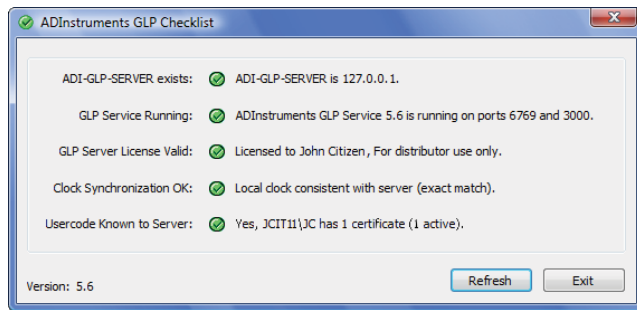 ADInstruments GLP Checklist
ADI-GLP-SERVER exists: ADI-GLP-SERVER is 127.0.0.1.
GLP Service Running: ADInstruments GLP Service 5.6 is running on ports 6769 and 3000.
GLP Server License Valid: Licensed to John Citizen, For distributor use only.
Clock Synchronization OK: Local clock consistent with server (exact match).
Usercode Known to Server: Yes, JCIT11\JC has 1 certificate (1 active).
Version: 5.6 Refresh Exit